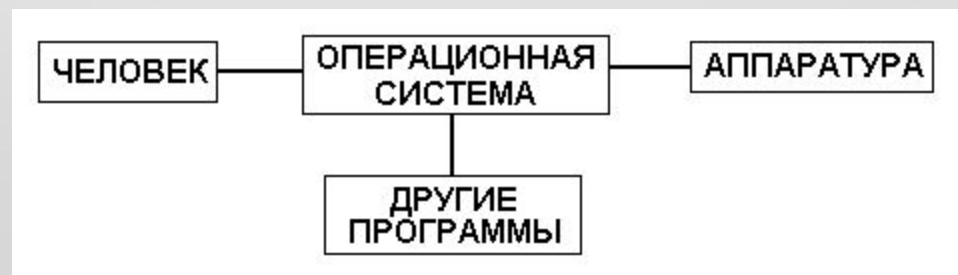 ЧЕЛОВЕК
ОПЕРАЦИОННАЯ
СИСТЕМА
АППАРАТУРА
ДРУГИЕ
ПРОГРАММЫ